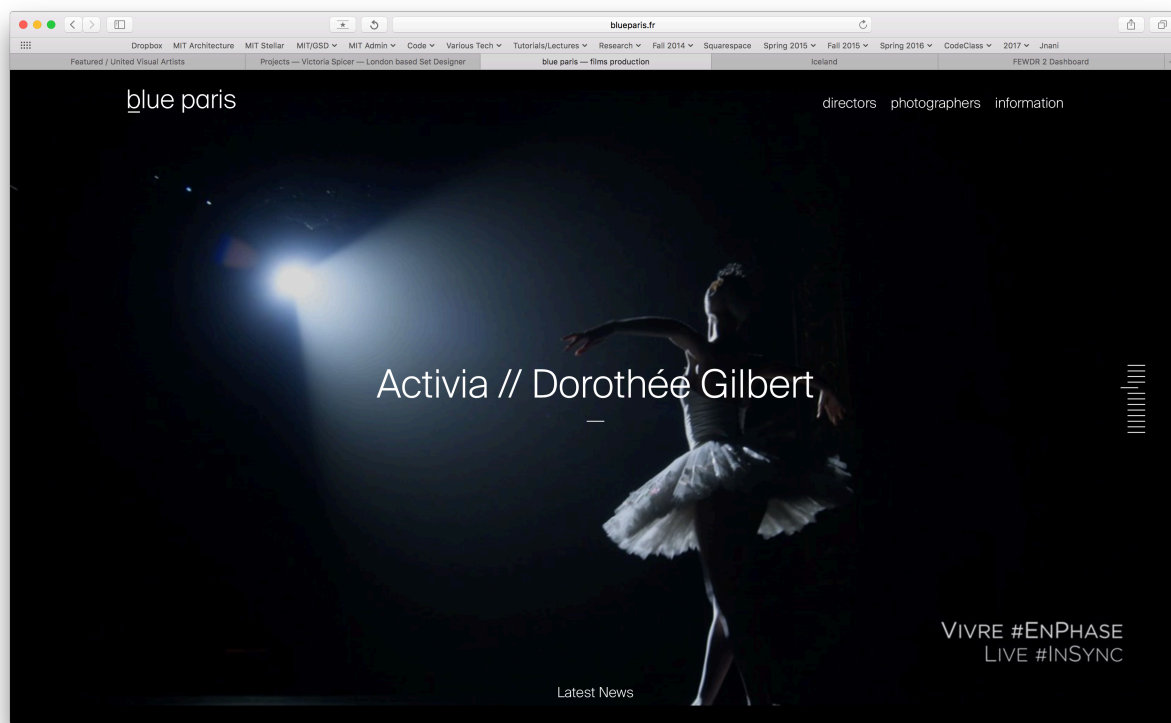 blueparis.fr
Dropbox MIT Architecture MIT Stellar MIT/GSD MIT Admin Code Various Tech Tutorials/Lectures Research Fall 2014 Squarespace Spring 2015 Fall 2015 Spring 2016 CodeClass 2017 Jnani
Featured / United Visual Artists Projects — Victoria Spicer — London based Set Designer blue paris — films production Iceland FEWDR 2 Dashboard
blue paris directors photographers information
Activia // Dorothée Gilbert
VIVRE #ENPHASE
LIVE #INSYNC
Latest News